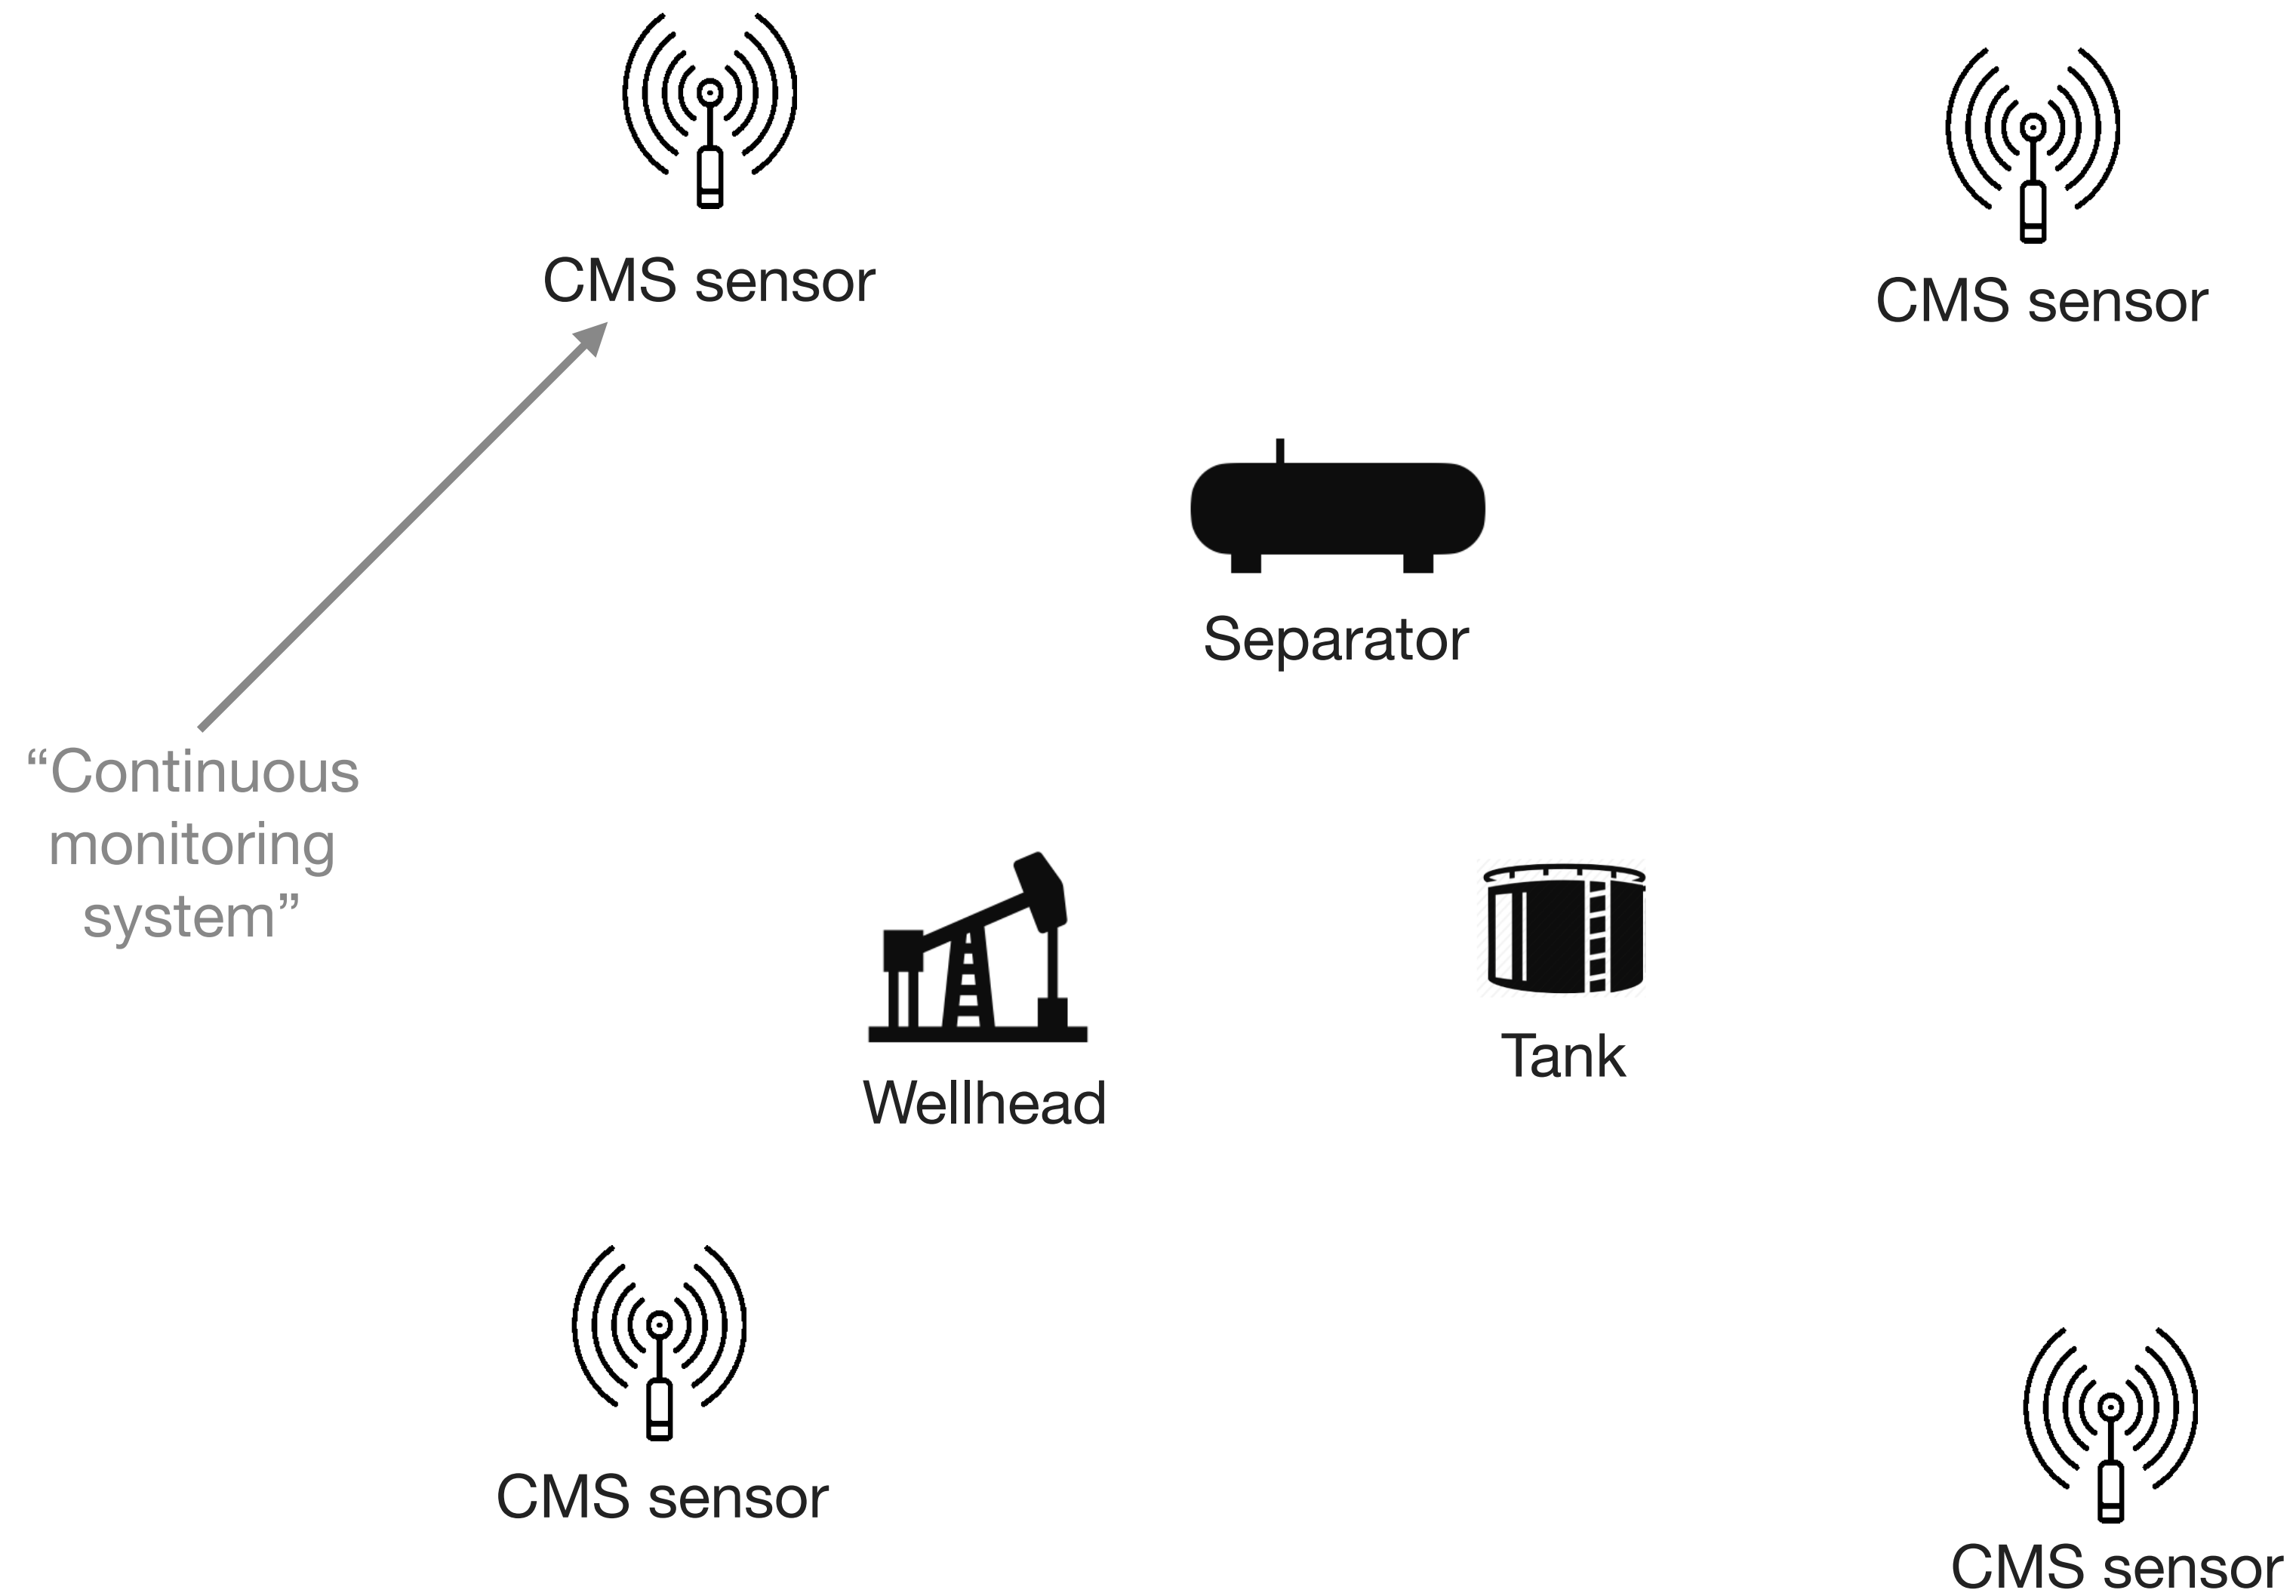 CMS sensor
CMS sensor
Separator
“Continuous
monitoring
system”
Tank
Wellhead
CMS sensor
CMS sensor